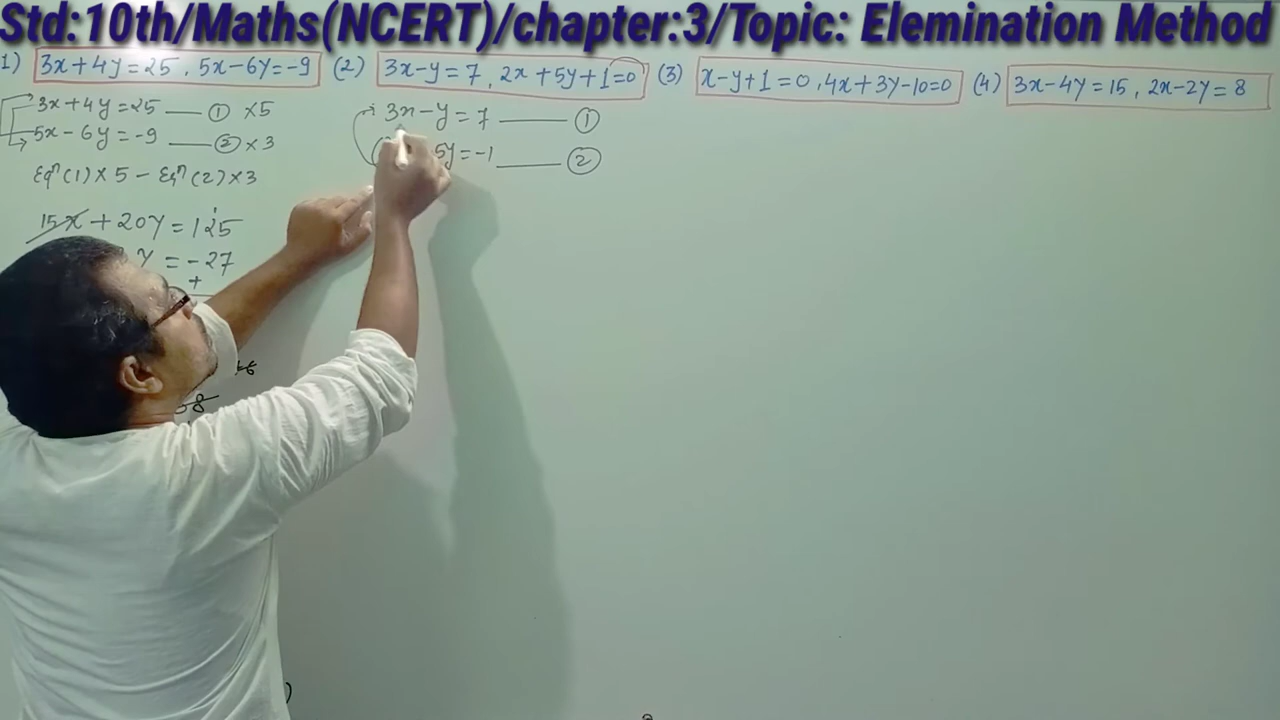 Std:10th/Maths(NCERT)/chapter:3/Topic: Elemination Method
1) 3x+4y=25, 5x-6y=-9 (2) 3x-y=7, 2x+5y+1=0 (3) x-y+1=0, 4x+3y-10=0 (4) 3x-4y=15, 2x-2y=8
3x+4y=25 —— ① ×5
5x-6y=-9 —— ② ×3
Eqⁿ(1)×5 - Eqⁿ(2)×3
15x+20y=125
y=-27
+
3x-y=7 —— ①
5y=-1 —— ②